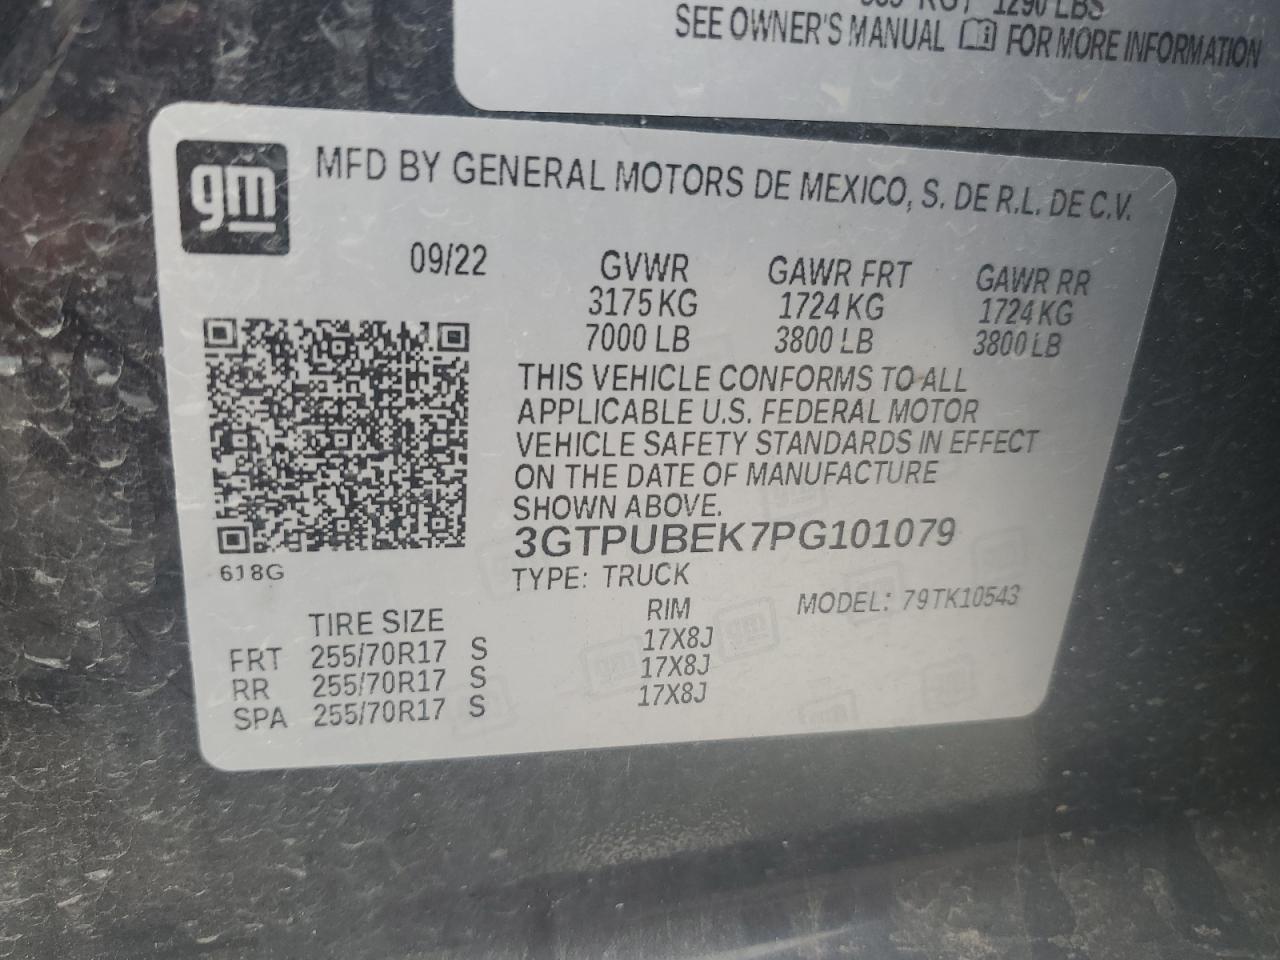 1290 LBS
SEE OWNER'S MANUAL i FOR MORE INFORMATION
gm
MFD BY GENERAL MOTORS DE MEXICO, S. DE R.L. DE C.V.
09/22 GVWR GAWR FRT GAWR RR
3175 KG 1724 KG 1724 KG
7000 LB 3800 LB 3800 LB
THIS VEHICLE CONFORMS TO ALL
APPLICABLE U.S. FEDERAL MOTOR
VEHICLE SAFETY STANDARDS IN EFFECT
ON THE DATE OF MANUFACTURE
SHOWN ABOVE.
3GTPUBEK7PG101079
618G
TYPE: TRUCK
MODEL: 79TK10543
TIRE SIZE RIM
FRT 255/70R17 S 17X8J
RR 255/70R17 S 17X8J
SPA 255/70R17 S 17X8J